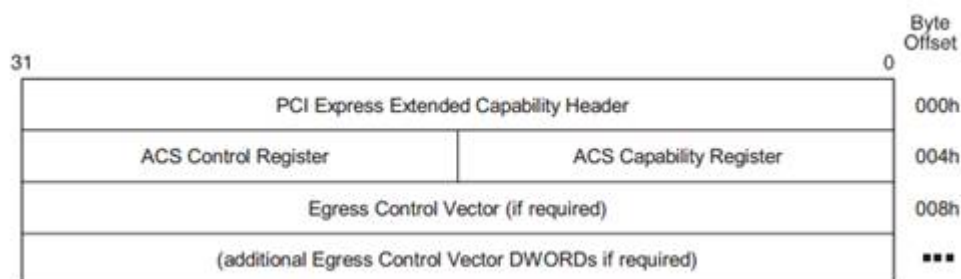 Byte
Offset
31 0
PCI Express Extended Capability Header 000h
ACS Control Register ACS Capability Register 004h
Egress Control Vector (if required) 008h
(additional Egress Control Vector DWORDs if required) ...